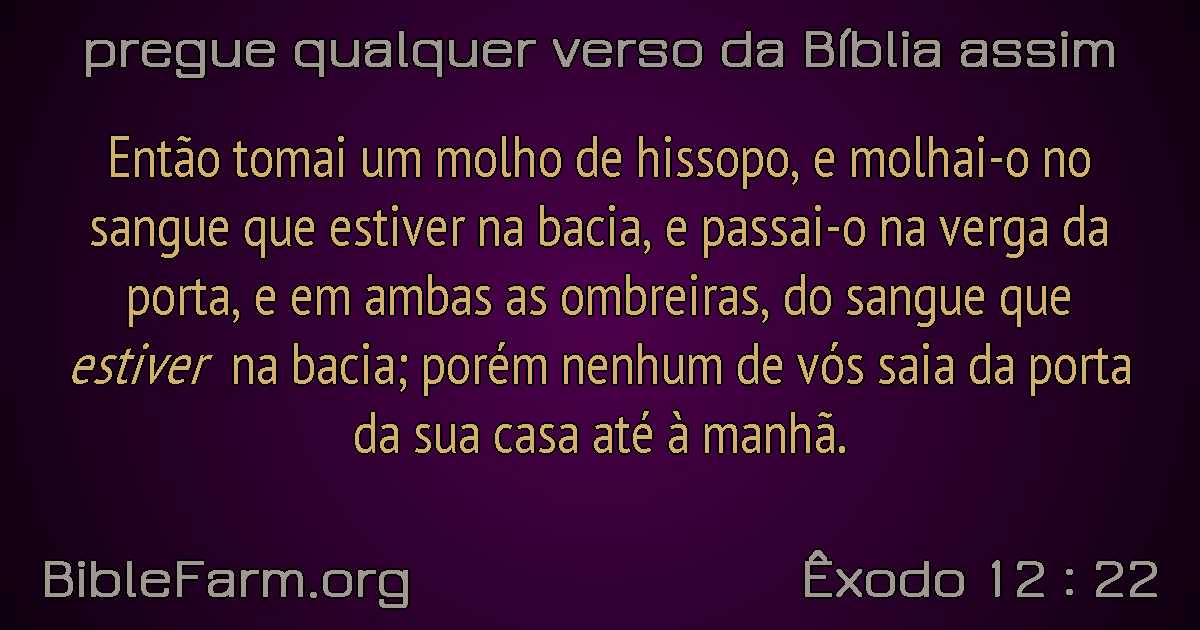 pregue qualquer verso da Bíblia assim
Então tomai um molho de hissopo, e molhai-o no
sangue que estiver na bacia, e passai-o na verga da
porta, e em ambas as ombreiras, do sangue que
estiver na bacia; porém nenhum de vós saia da porta
da sua casa até à manhã.
BibleFarm.org
Êxodo 12 : 22